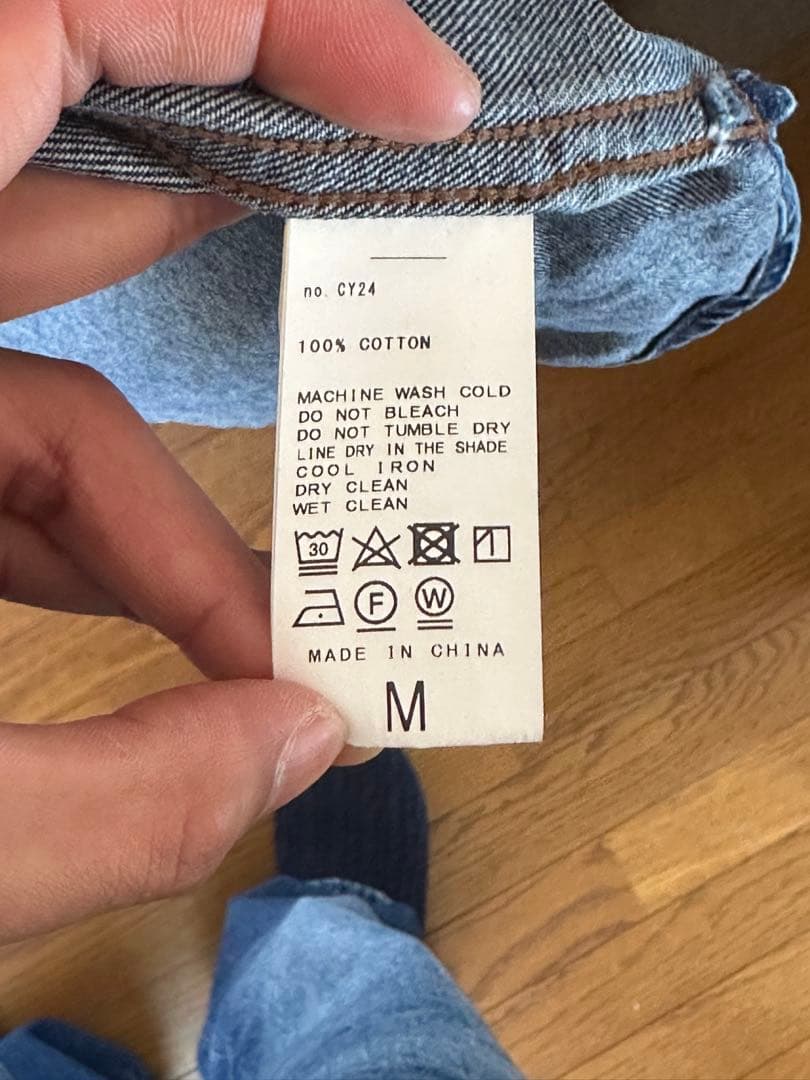 no. CY24
100% COTTON
MACHINE WASH COLD
DO NOT BLEACH
DO NOT TUMBLE DRY
LINE DRY IN THE SHADE
COOL IRON
DRY CLEAN
WET CLEAN
30
F W
MADE IN CHINA
M